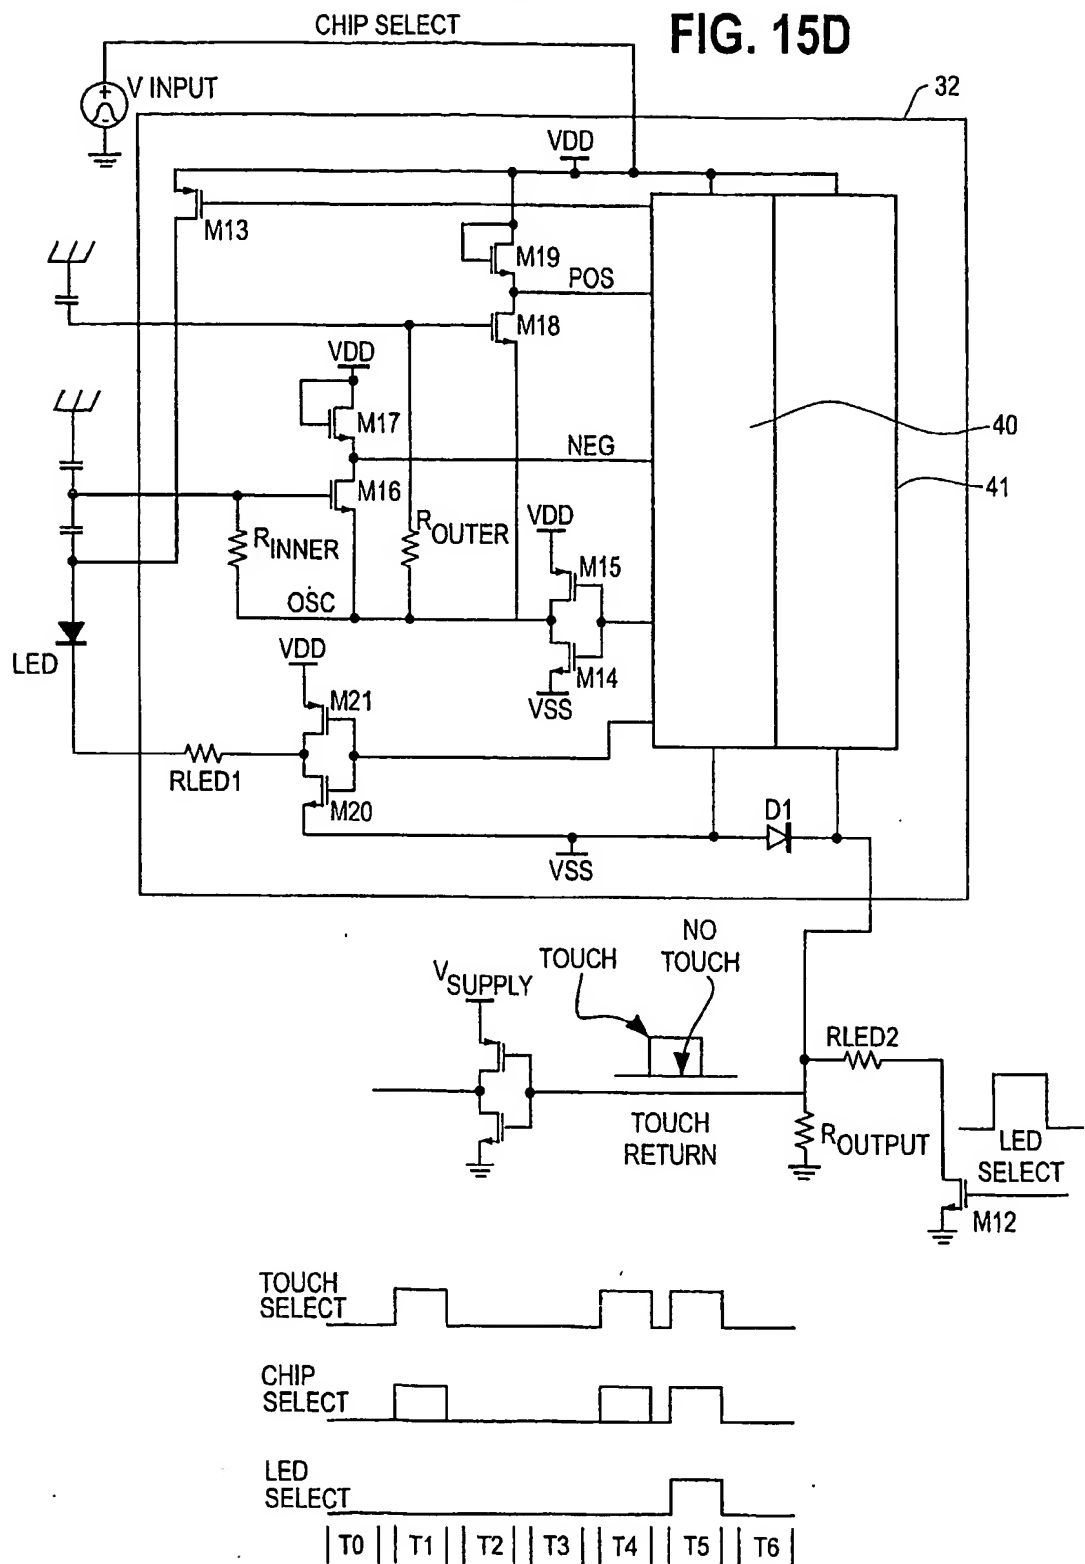 CHIP SELECT
FIG. 15D
V INPUT
32
VDD
M13
M19
POS
M18
VDD
M17
NEG
40
41
M16
RINNER
ROUTER
VDD
M15
OSC
M14
VSS
LED
VDD
M21
RLED1
M20
D1
VSS
NO
TOUCH
TOUCH
VSUPPLY
RLED2
TOUCH
RETURN
ROUTPUT
LED
SELECT
M12
TOUCH
SELECT
CHIP
SELECT
LED
SELECT
T0 T1 T2 T3 T4 T5 T6